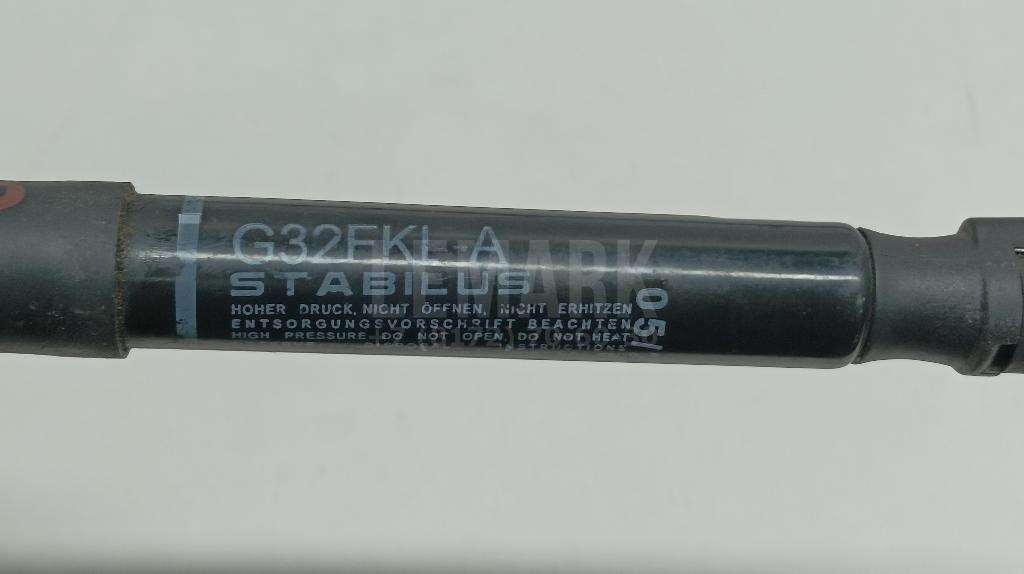 G32FKL-A
STABILUS
HOHER DRUCK, NICHT ÖFFNEN, NICHT ERHITZEN
ENTSORGUNGSVORSCHRIFT BEACHTEN
HIGH PRESSURE DO NOT OPEN, DO NOT HEAT
INSTRUCTIONS
05/